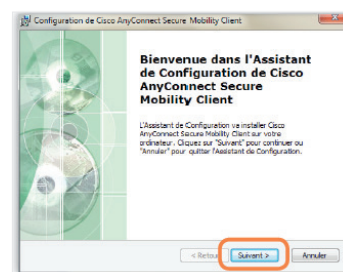 Configuration de Cisco AnyConnect Secure Mobility Client
Bienvenue dans l'Assistant
de Configuration de Cisco
AnyConnect Secure
Mobility Client
L'Assistant de Configuration va installer Cisco
AnyConnect Secure Mobility Client sur votre
ordinateur. Cliquez sur "Suivant" pour continuer ou
"Annuler" pour quitter l'Assistant de Configuration.
< Retour Suivant > Annuler